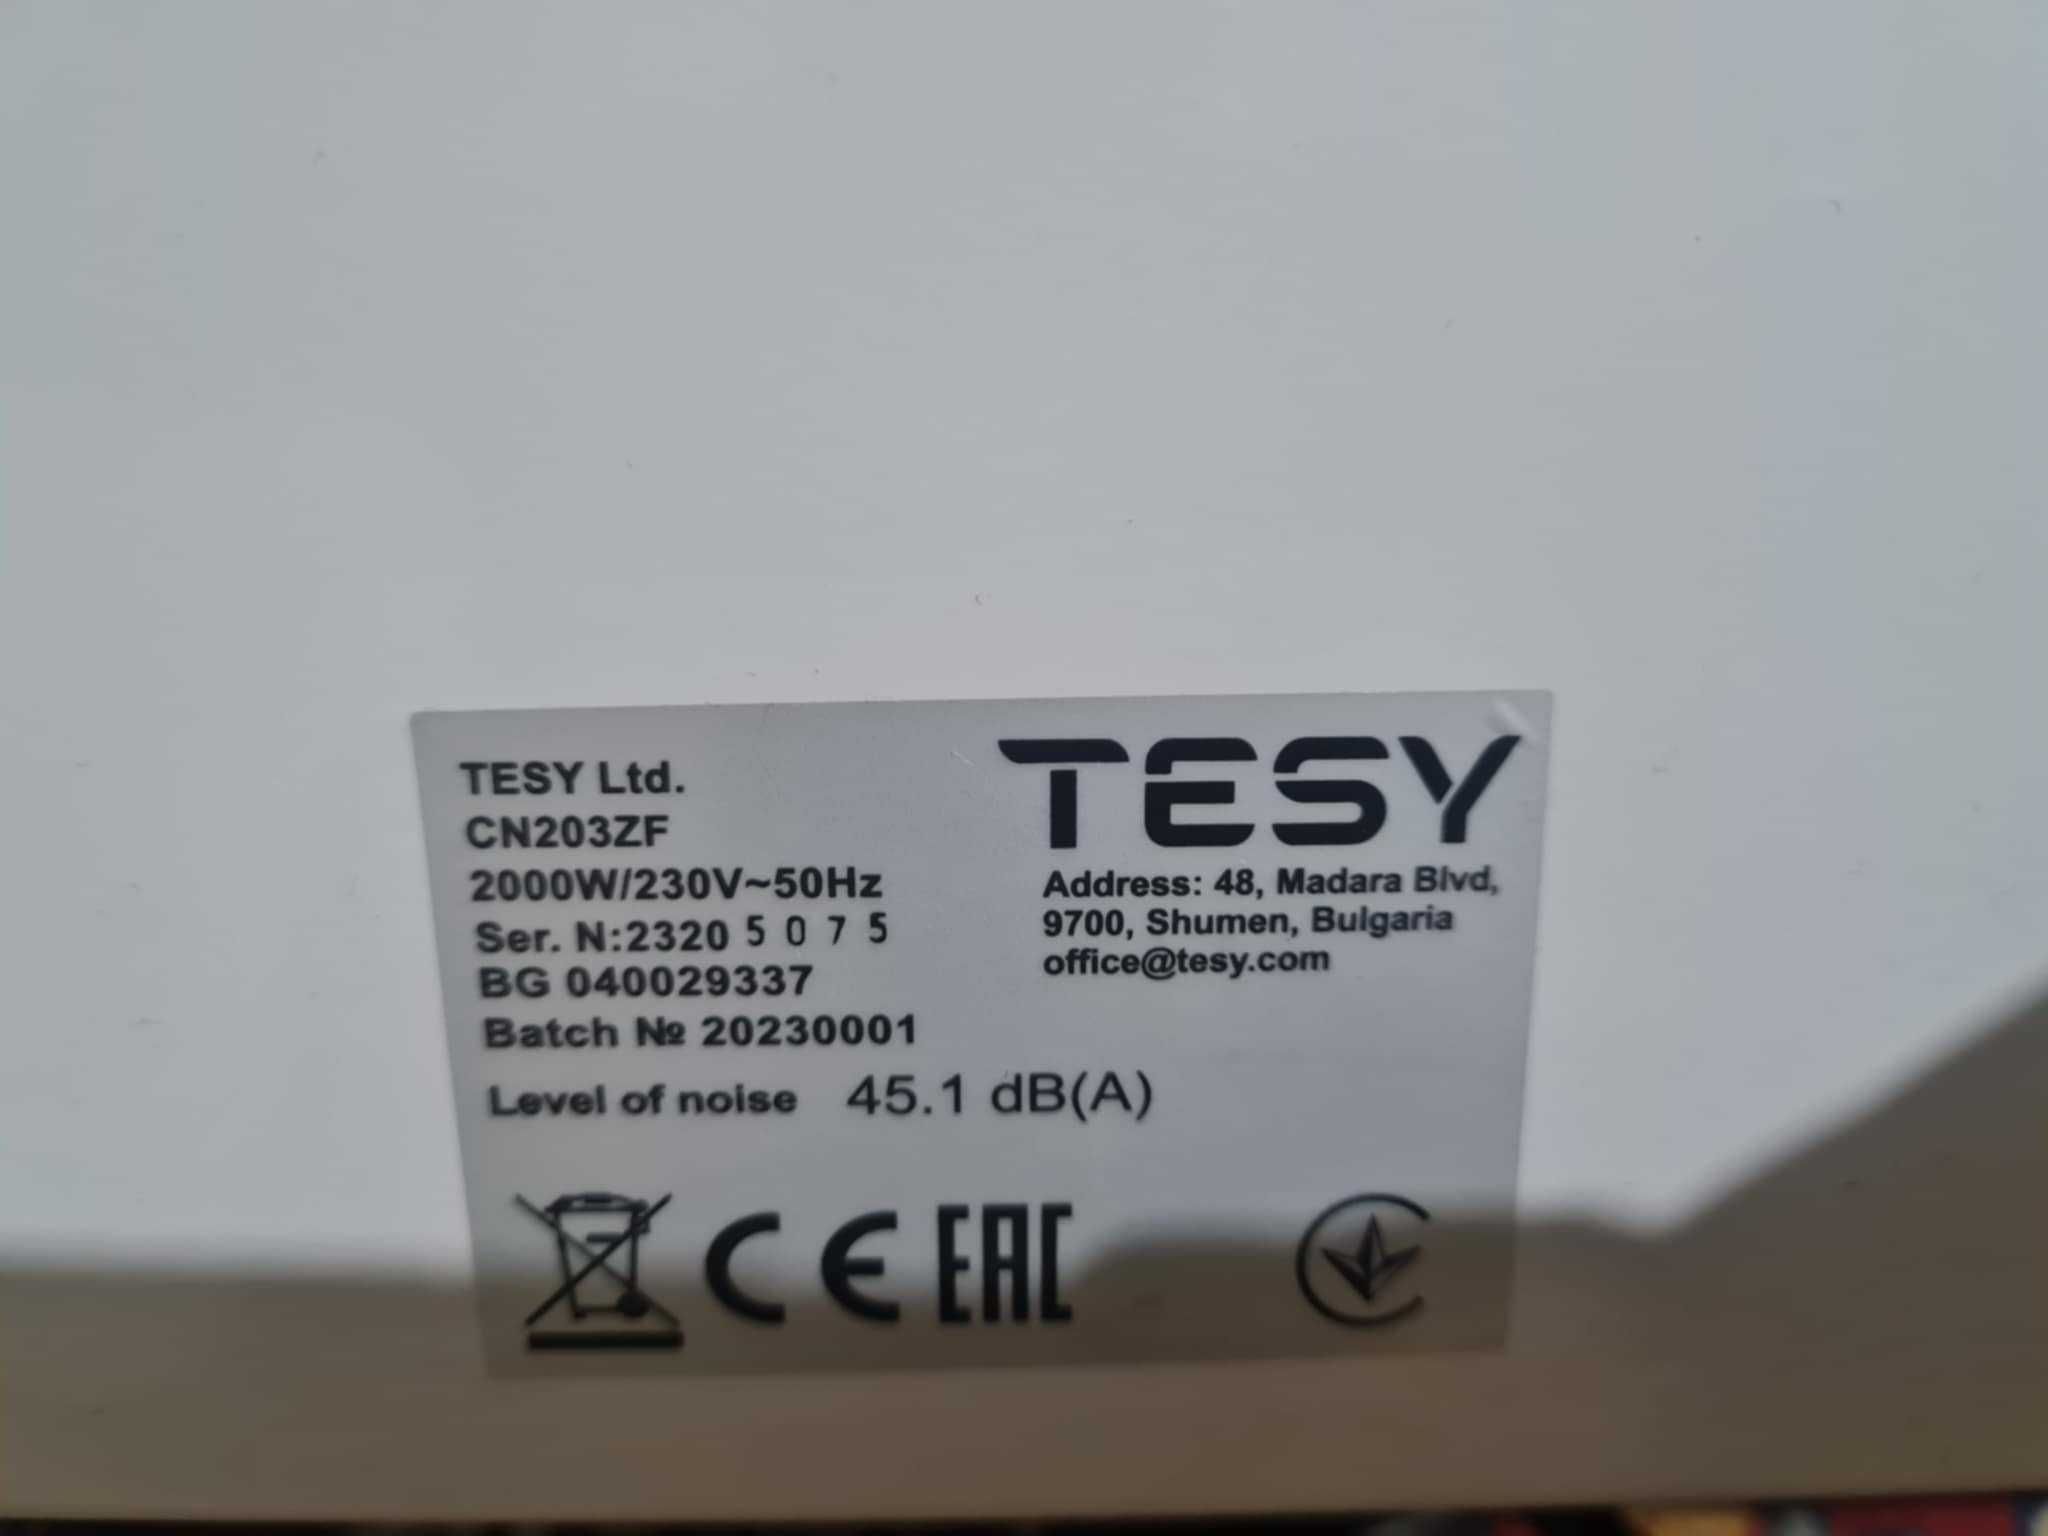 TESY Ltd.
CN203ZF
2000W/230V~50Hz
Ser. N:2320 5 0 7 5
BG 040029337
Batch № 20230001
Level of noise 45.1 dB(A)
TESY
Address: 48, Madara Blvd,
9700, Shumen, Bulgaria
office@tesy.com
CE EAC